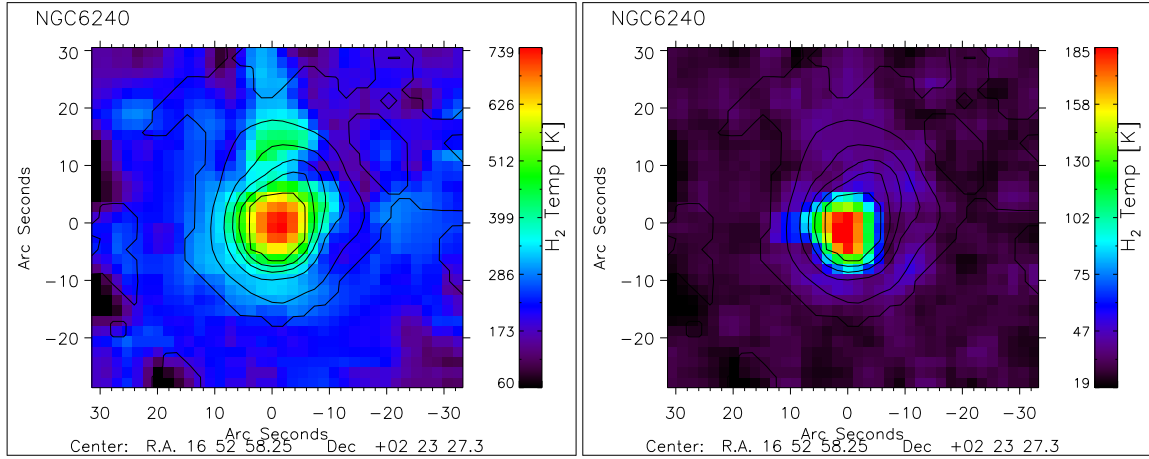 NGC6240
30
20
10
0
−10
−20
Arc Seconds
30 20 10 0 −10 −20 −30
Arc Seconds
Center: R.A. 16 52 58.25 Dec +02 23 27.3
739
626
512
399
286
173
60
H2 Temp [K]
NGC6240
30
20
10
0
−10
−20
Arc Seconds
30 20 10 0 −10 −20 −30
Arc Seconds
Center: R.A. 16 52 58.25 Dec +02 23 27.3
185
158
130
102
75
47
19
H2 Temp [K]